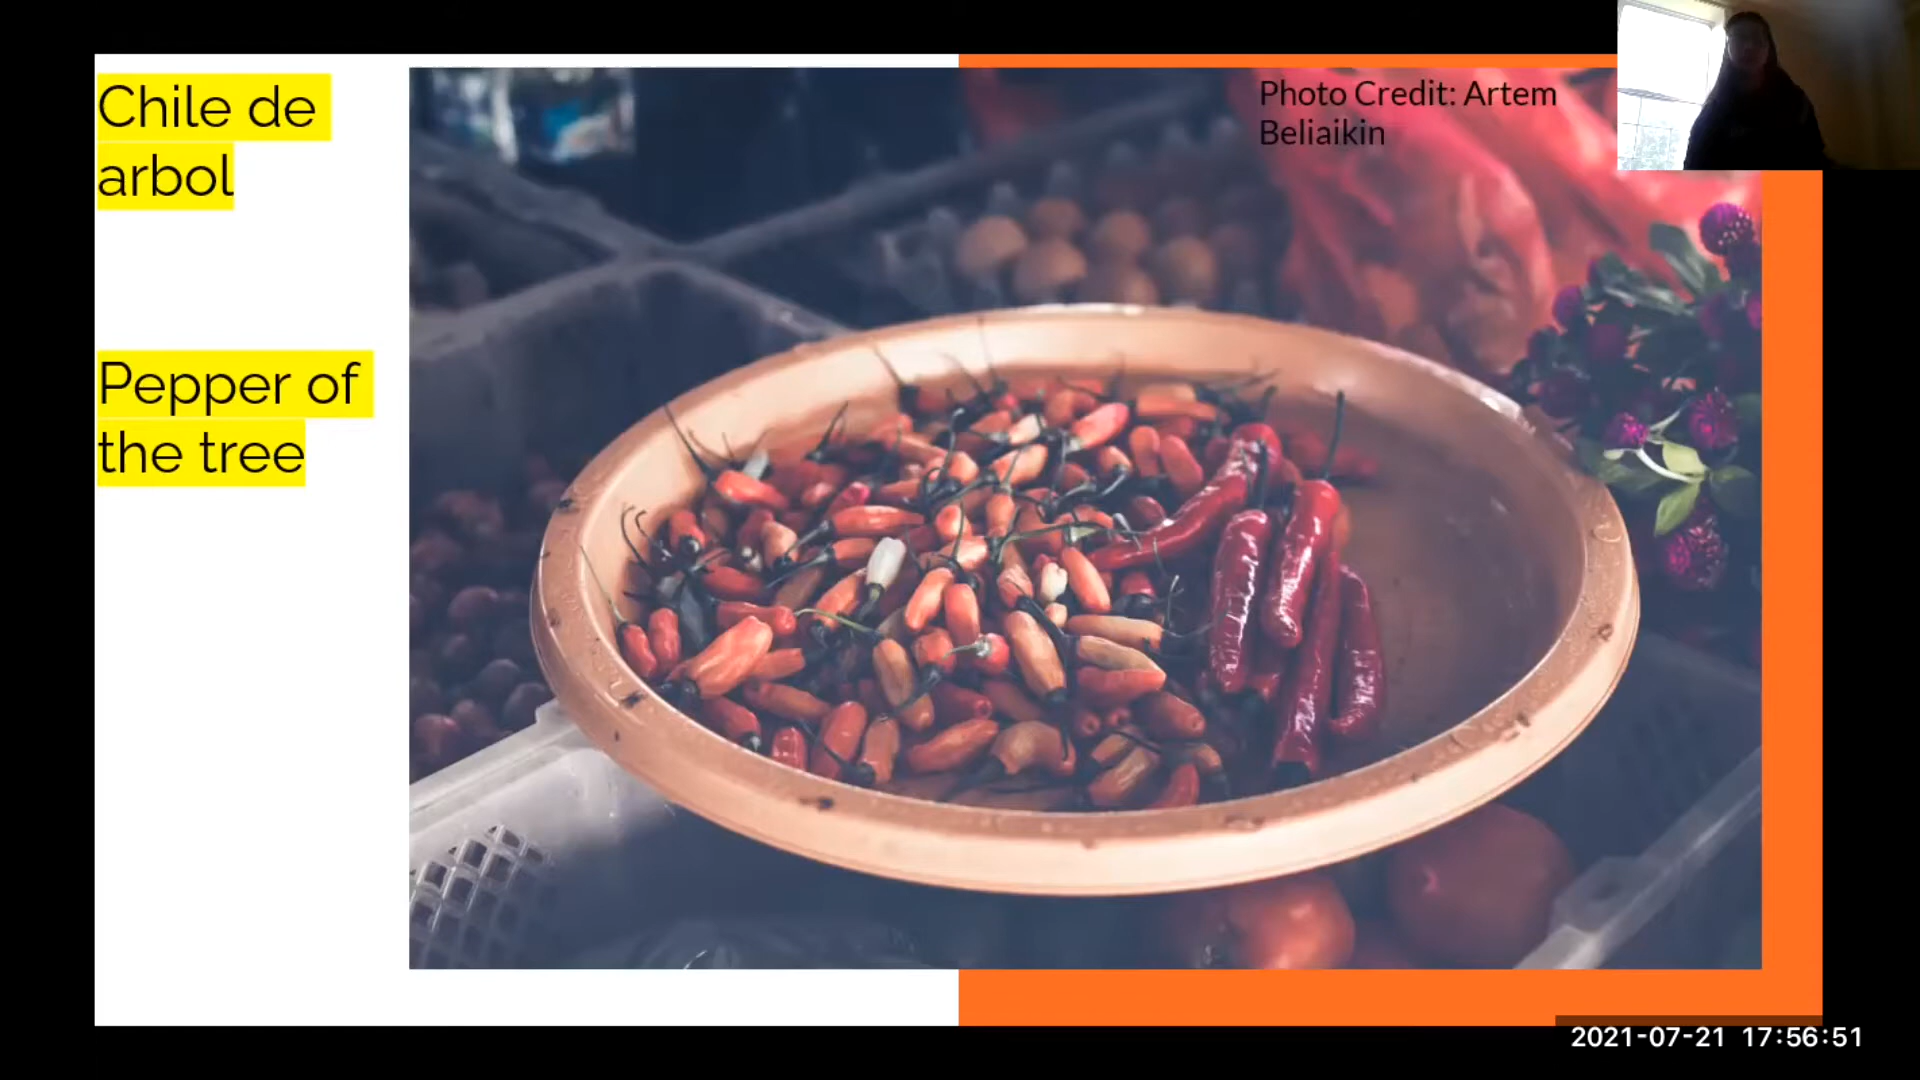 Chile de
arbol
Pepper of
the tree
Photo Credit: Artem
Beliaikin
2021-07-21 17:56:51